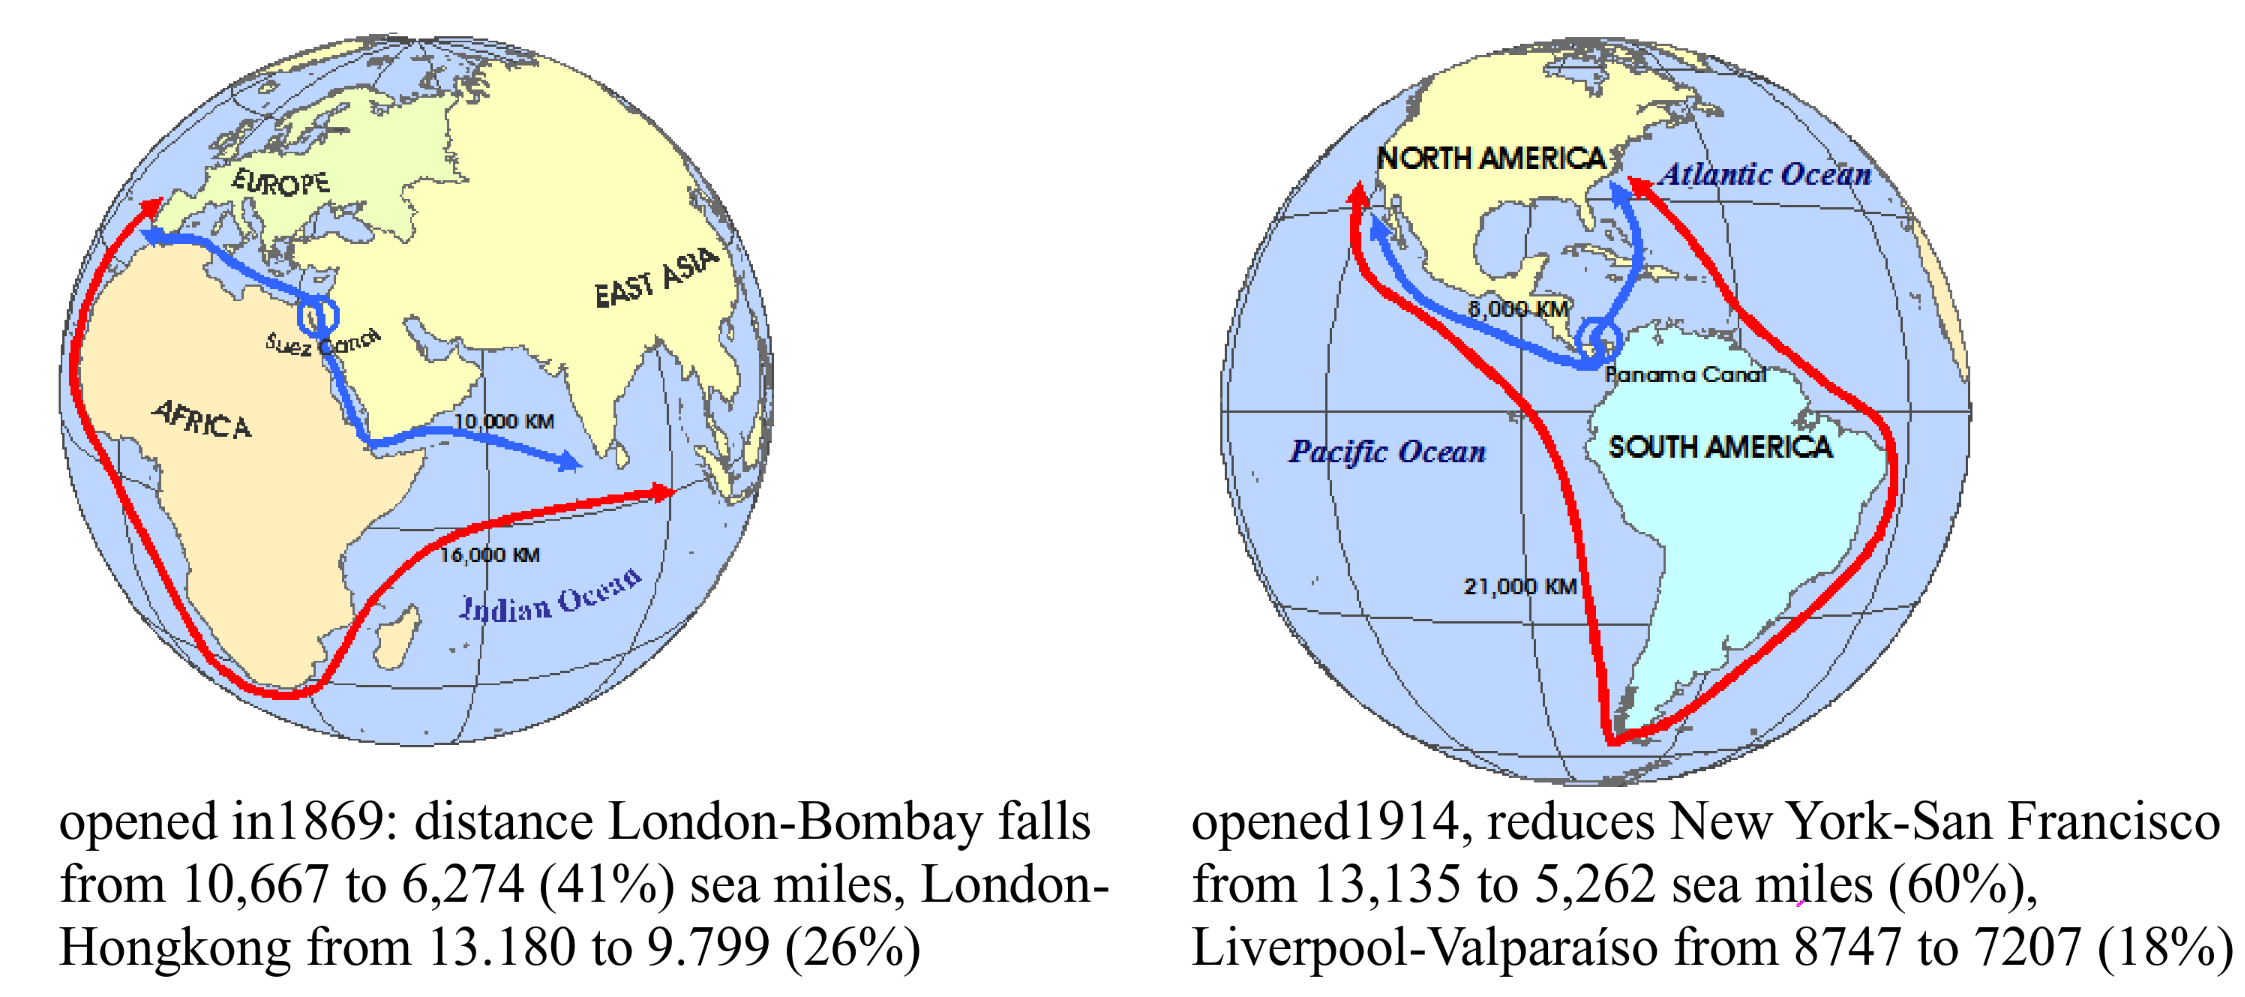 EUROPE
EAST ASIA
Suez Canal
AFRICA
10,000 KM
16,000 KM
Indian Ocean
opened in1869: distance London-Bombay falls
from 10,667 to 6,274 (41%) sea miles, London-
Hongkong from 13.180 to 9.799 (26%)
NORTH AMERICA
Atlantic Ocean
8,000 KM
Panama Canal
Pacific Ocean
SOUTH AMERICA
21,000 KM
opened1914, reduces New York-San Francisco
from 13,135 to 5,262 sea miles (60%),
Liverpool-Valparaíso from 8747 to 7207 (18%)